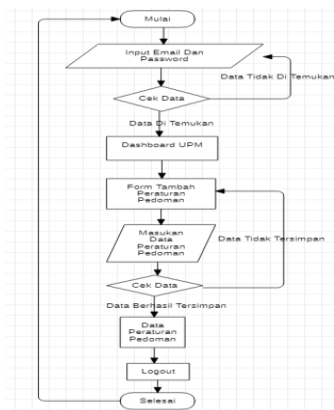 Mulai
Input Email Dan
Password
Data Tidak Di Temukan
Cek Data
Data Di Temukan
Dashboard UPM
Form Tambah
Peraturan
Pedoman
Masukan
Data
Peraturan
Pedoman
Data Tidak Tersimpan
Cek Data
Data Berhasil Tersimpan
Data
Peraturan
Pedoman
Logout
Selesai